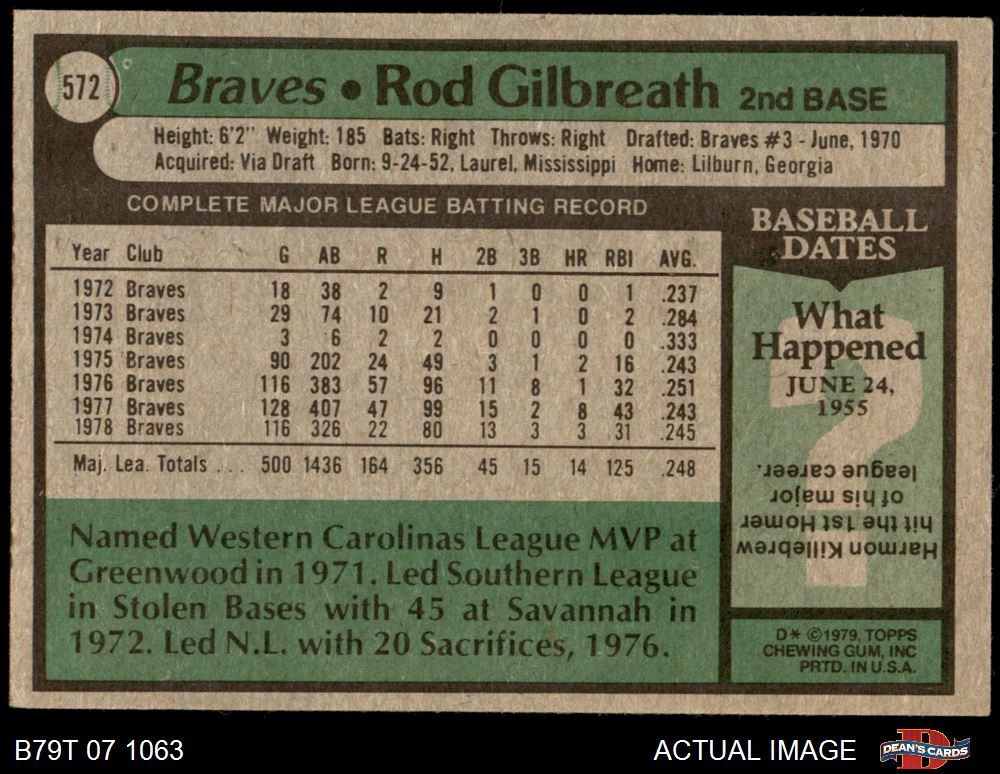 572
Braves • Rod Gilbreath 2nd BASE
Height: 6'2" Weight: 185 Bats: Right Throws: Right Drafted: Braves #3 - June, 1970
Acquired: Via Draft Born: 9-24-52, Laurel, Mississippi Home: Lilburn, Georgia
COMPLETE MAJOR LEAGUE BATTING RECORD
Year Club G AB R H 2B 3B HR RBI AVG.
1972 Braves 18 38 2 9 1 0 0 1 .237
1973 Braves 29 74 10 21 2 1 0 2 .284
1974 Braves 3 6 2 2 0 0 0 0 .333
1975 Braves 90 202 24 49 3 1 2 16 .243
1976 Braves 116 383 57 96 11 8 1 32 .251
1977 Braves 128 407 47 99 15 2 8 43 .243
1978 Braves 116 326 22 80 13 3 3 31 .245
Maj. Lea. Totals . . . 500 1436 164 356 45 15 14 125 .248
Named Western Carolinas League MVP at
Greenwood in 1971. Led Southern League
in Stolen Bases with 45 at Savannah in
1972. Led N.L. with 20 Sacrifices, 1976.
BASEBALL
DATES
What
Happened
JUNE 24,
1955
?
Harmon Killebrew
hit the 1st Homer
of his major
league career.
D* ©1979, TOPPS
CHEWING GUM, INC
PRTD. IN U.S.A.
B79T 07 1063
ACTUAL IMAGE
DEAN'S CARDS